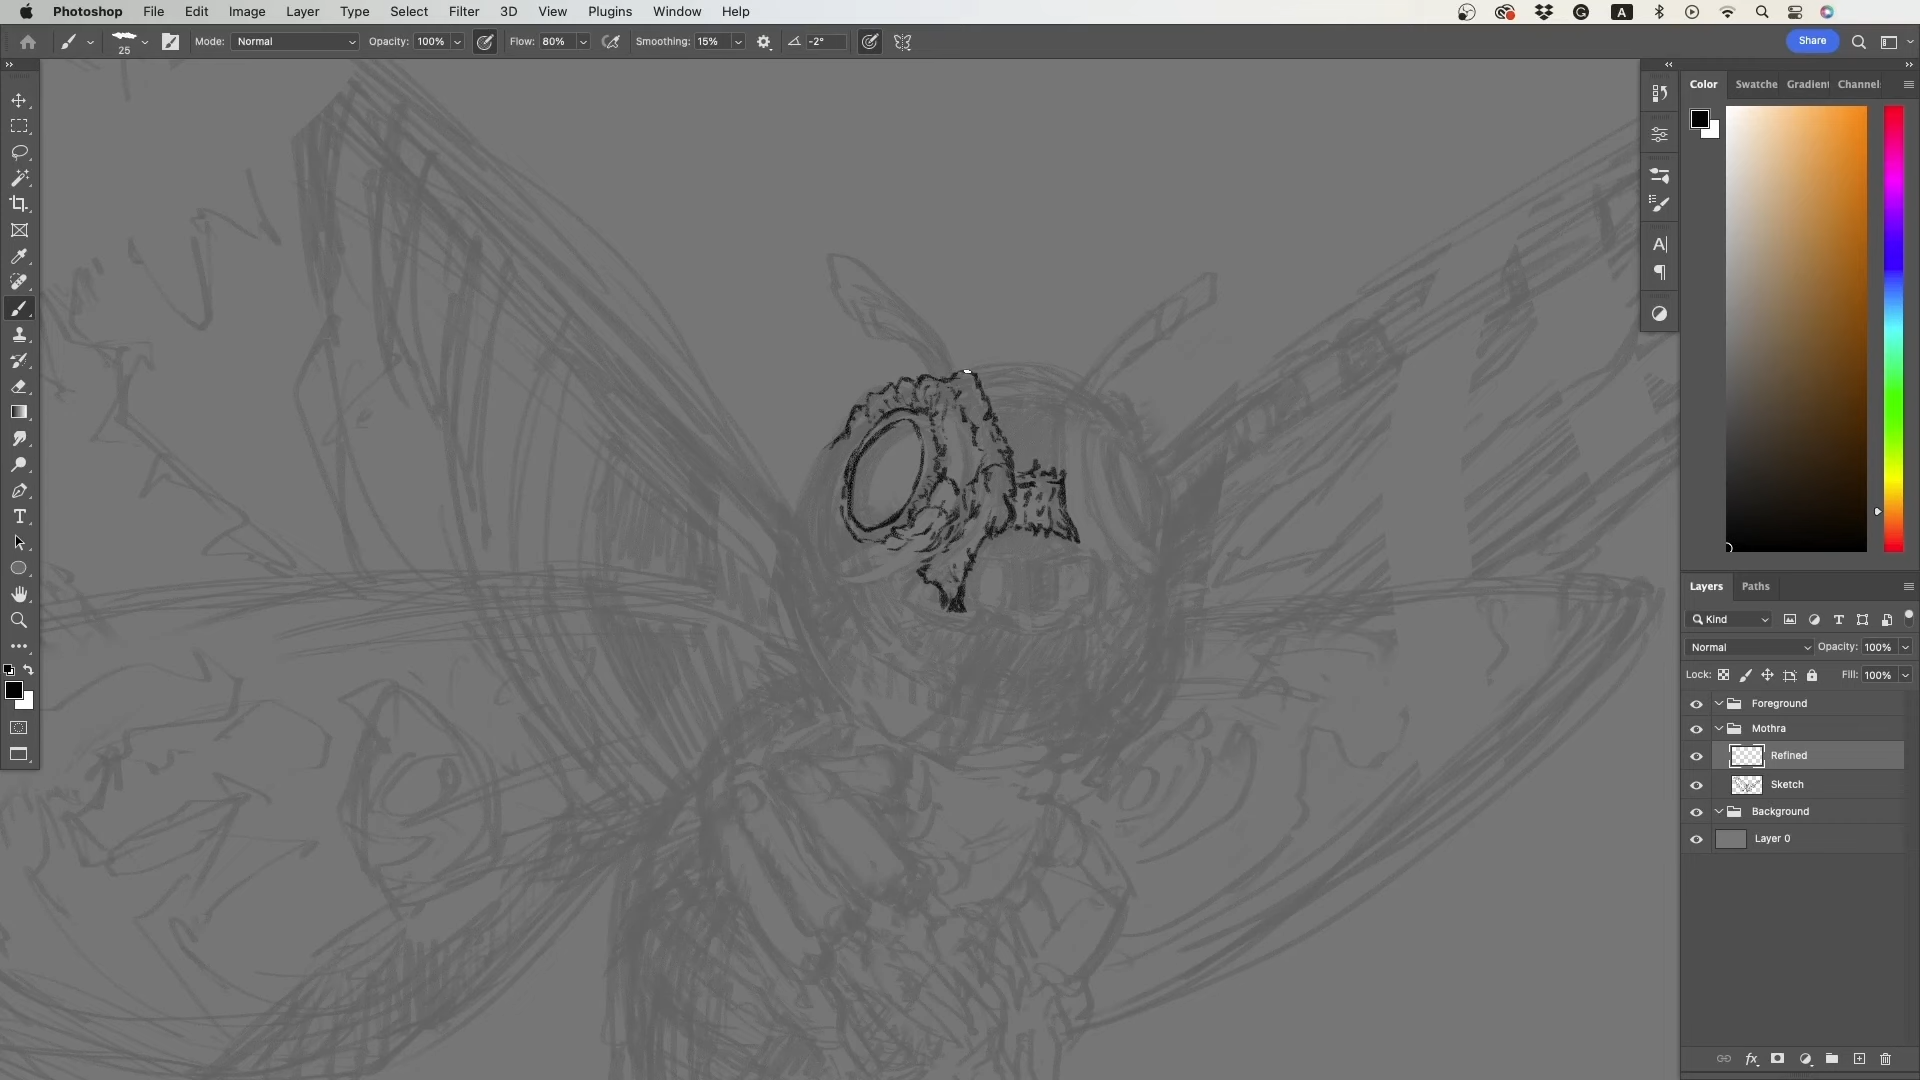 Photoshop File Edit Image Layer Type Select Filter 3D View Plugins Window Help
25 Mode: Normal Opacity: 100% Flow: 80% Smoothing: 15% -2° Share
Color Swatche Gradien Channel
Layers Paths
Kind
Normal Opacity: 100%
Lock: Fill: 100%
Foreground
Mothra
Refined
Sketch
Background
Layer 0